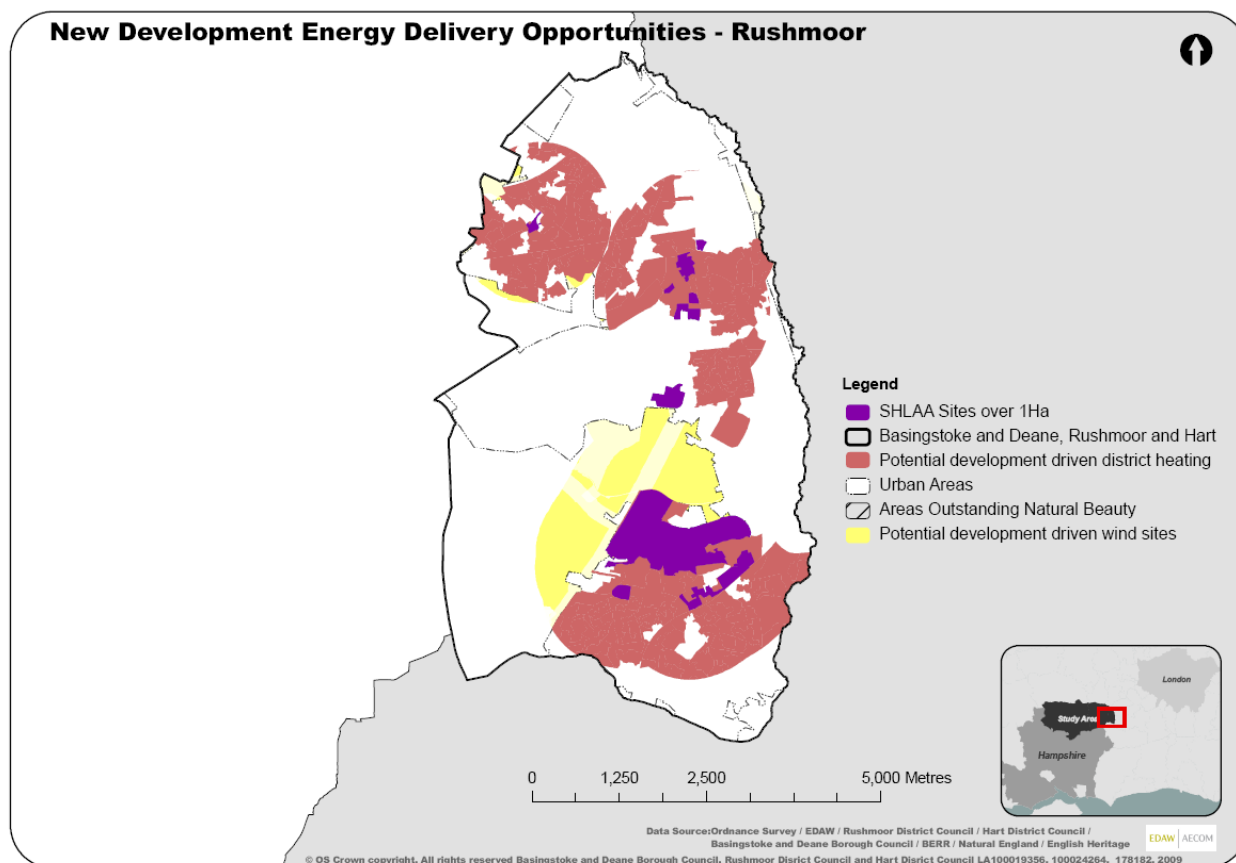 New Development Energy Delivery Opportunities - Rushmoor
Legend
SHLAA Sites over 1Ha
Basingstoke and Deane, Rushmoor and Hart
Potential development driven district heating
Urban Areas
Areas Outstanding Natural Beauty
Potential development driven wind sites
London
Study Area
Hampshire
0 1,250 2,500 5,000 Metres
Data Source:Ordnance Survey / EDAW / Rushmoor District Council / Hart District Council /
Basingstoke and Deane Borough Council / BERR / Natural England / English Heritage
EDAW AECOM
© OS Crown copyright. All rights reserved Basingstoke and Deane Borough Council, Rushmoor Disrict Council and Hart District Council LA100019356, 100024264, 178182, 2009